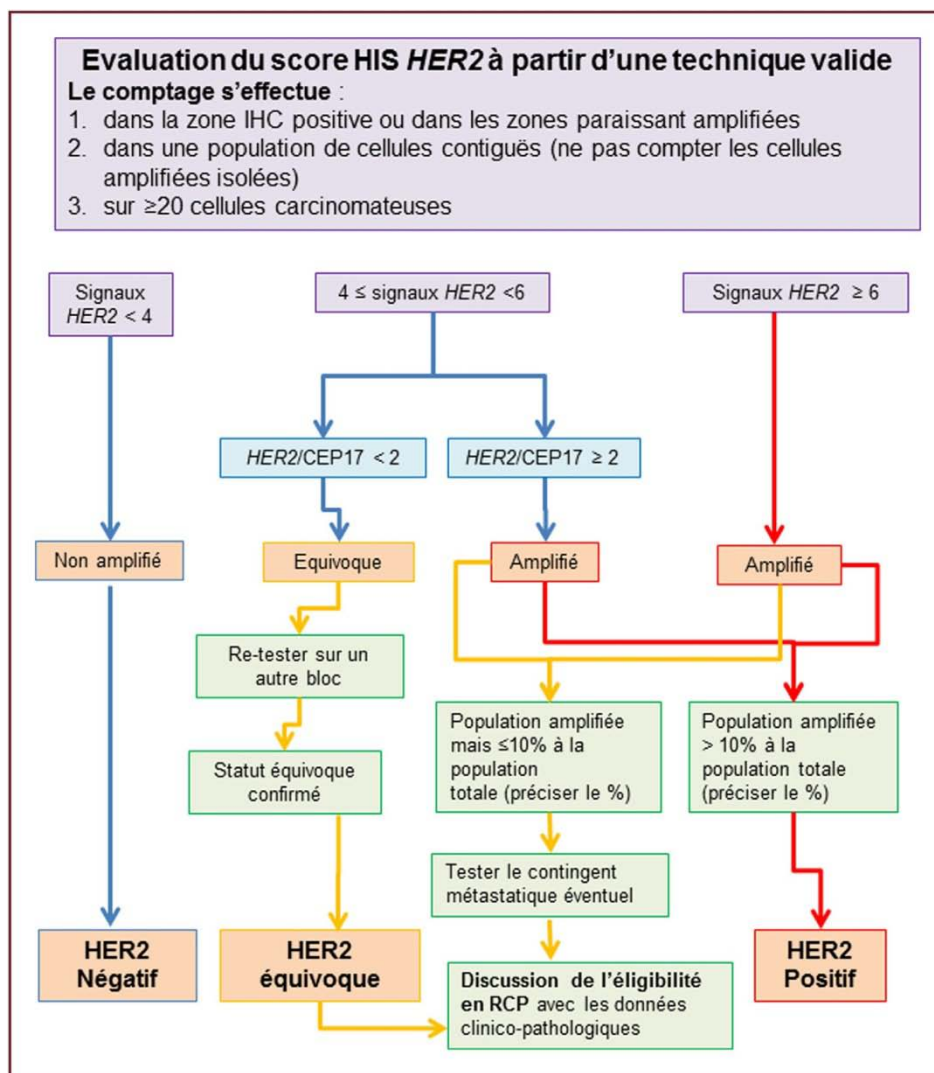 Evaluation du score HIS HER2 à partir d’une technique valide
Le comptage s’effectue :
1. dans la zone IHC positive ou dans les zones paraissant amplifiées
2. dans une population de cellules contiguës (ne pas compter les cellules
amplifiées isolées)
3. sur ≥20 cellules carcinomateuses
Signaux
HER2 < 4
4 ≤ signaux HER2 <6
Signaux HER2 ≥ 6
HER2/CEP17 < 2
HER2/CEP17 ≥ 2
Non amplifié
Equivoque
Amplifié
Amplifié
Re-tester sur un
autre bloc
Statut équivoque
confirmé
Population amplifiée
mais ≤10% à la
population
totale (préciser le %)
Population amplifiée
> 10% à la
population totale
(préciser le %)
Tester le contingent
métastatique éventuel
HER2
Négatif
HER2
équivoque
Discussion de l’éligibilité
en RCP avec les données
clinico-pathologiques
HER2
Positif